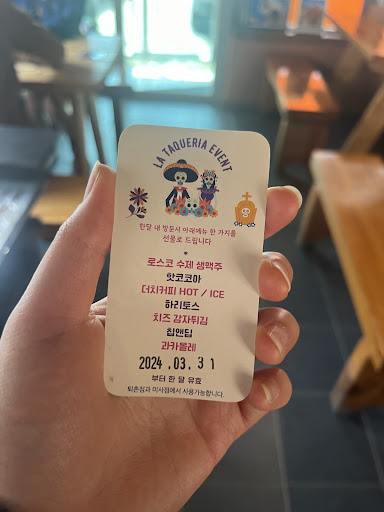 LA TAQUERIA EVENT
한달 내 방문시 아래메뉴 한 가지를
선물로 드립니다
*
로스코 수제 생맥주
핫코코아
더치커피 HOT / ICE
하리토스
치즈 감자튀김
칩앤딥
과카몰레
2024.03.31
부터 한 달 유효
퇴촌점과 미사점에서 사용가능합니다.